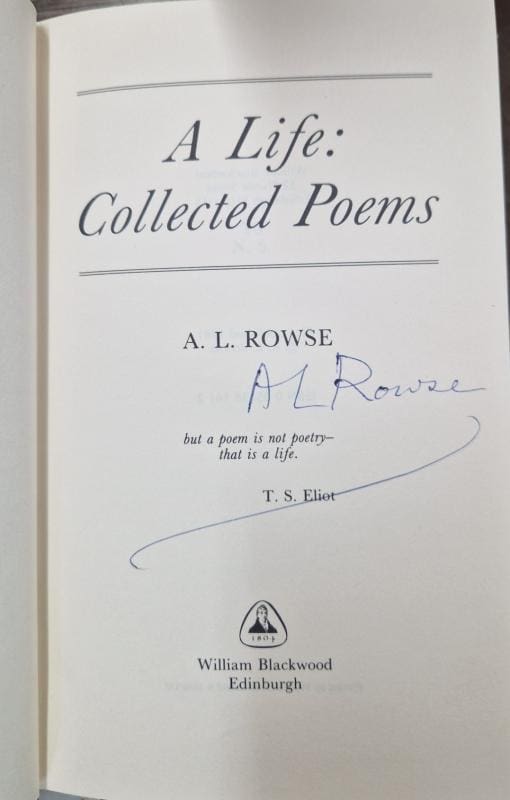 A Life:
Collected Poems
A. L. ROWSE
A L Rowse
but a poem is not poetry–
that is a life.
T. S. Eliot
1804
William Blackwood
Edinburgh